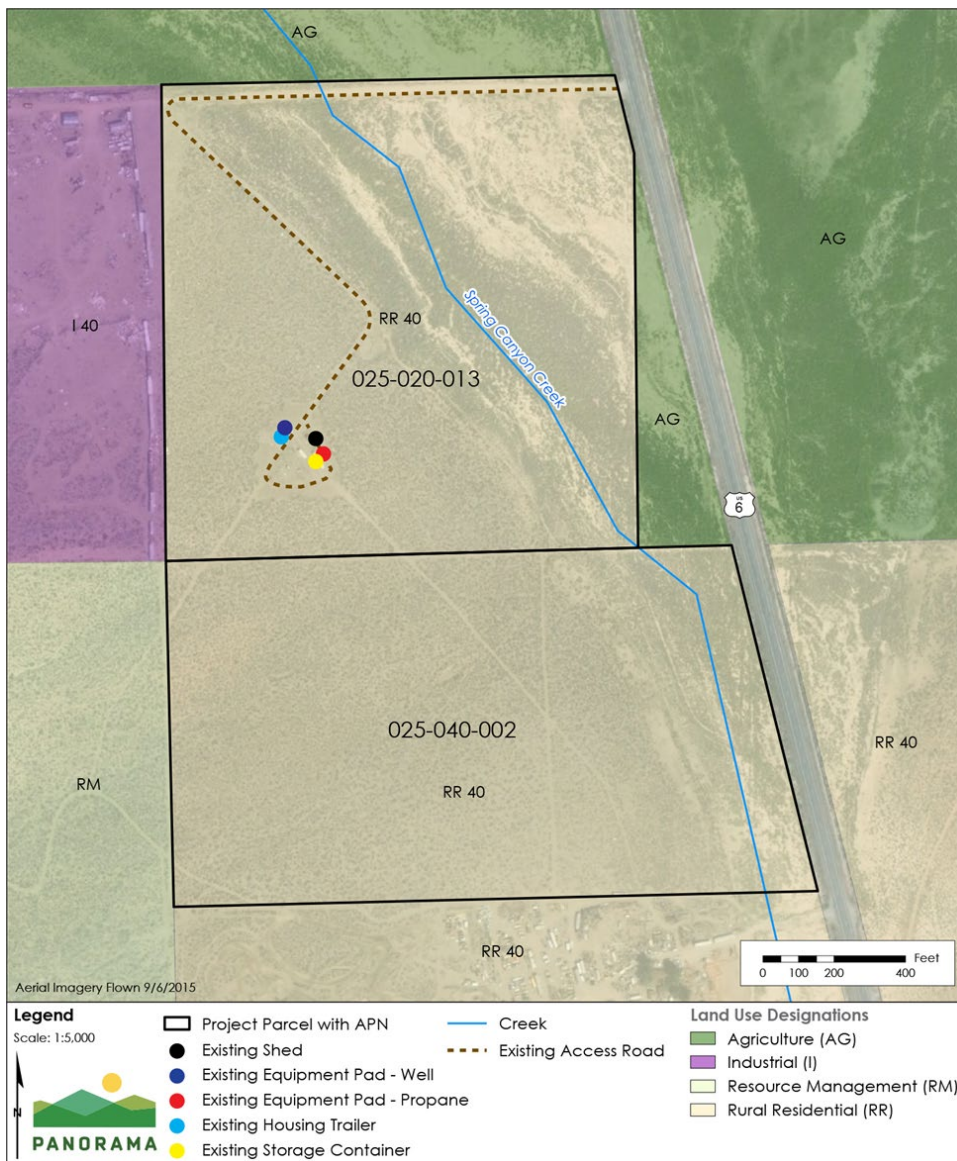 AG
AG
I 40
RR 40
025-020-013
Spring Canyon Creek
AG
US
6
025-040-002
RR 40
RR 40
RM
RR 40
Feet
0 100 200 400
Aerial Imagery Flown 9/6/2015
Legend
Scale: 1:5,000
N
PANORAMA
Project Parcel with APN
Existing Shed
Existing Equipment Pad - Well
Existing Equipment Pad - Propane
Existing Housing Trailer
Existing Storage Container
Creek
Existing Access Road
Land Use Designations
Agriculture (AG)
Industrial (I)
Resource Management (RM)
Rural Residential (RR)